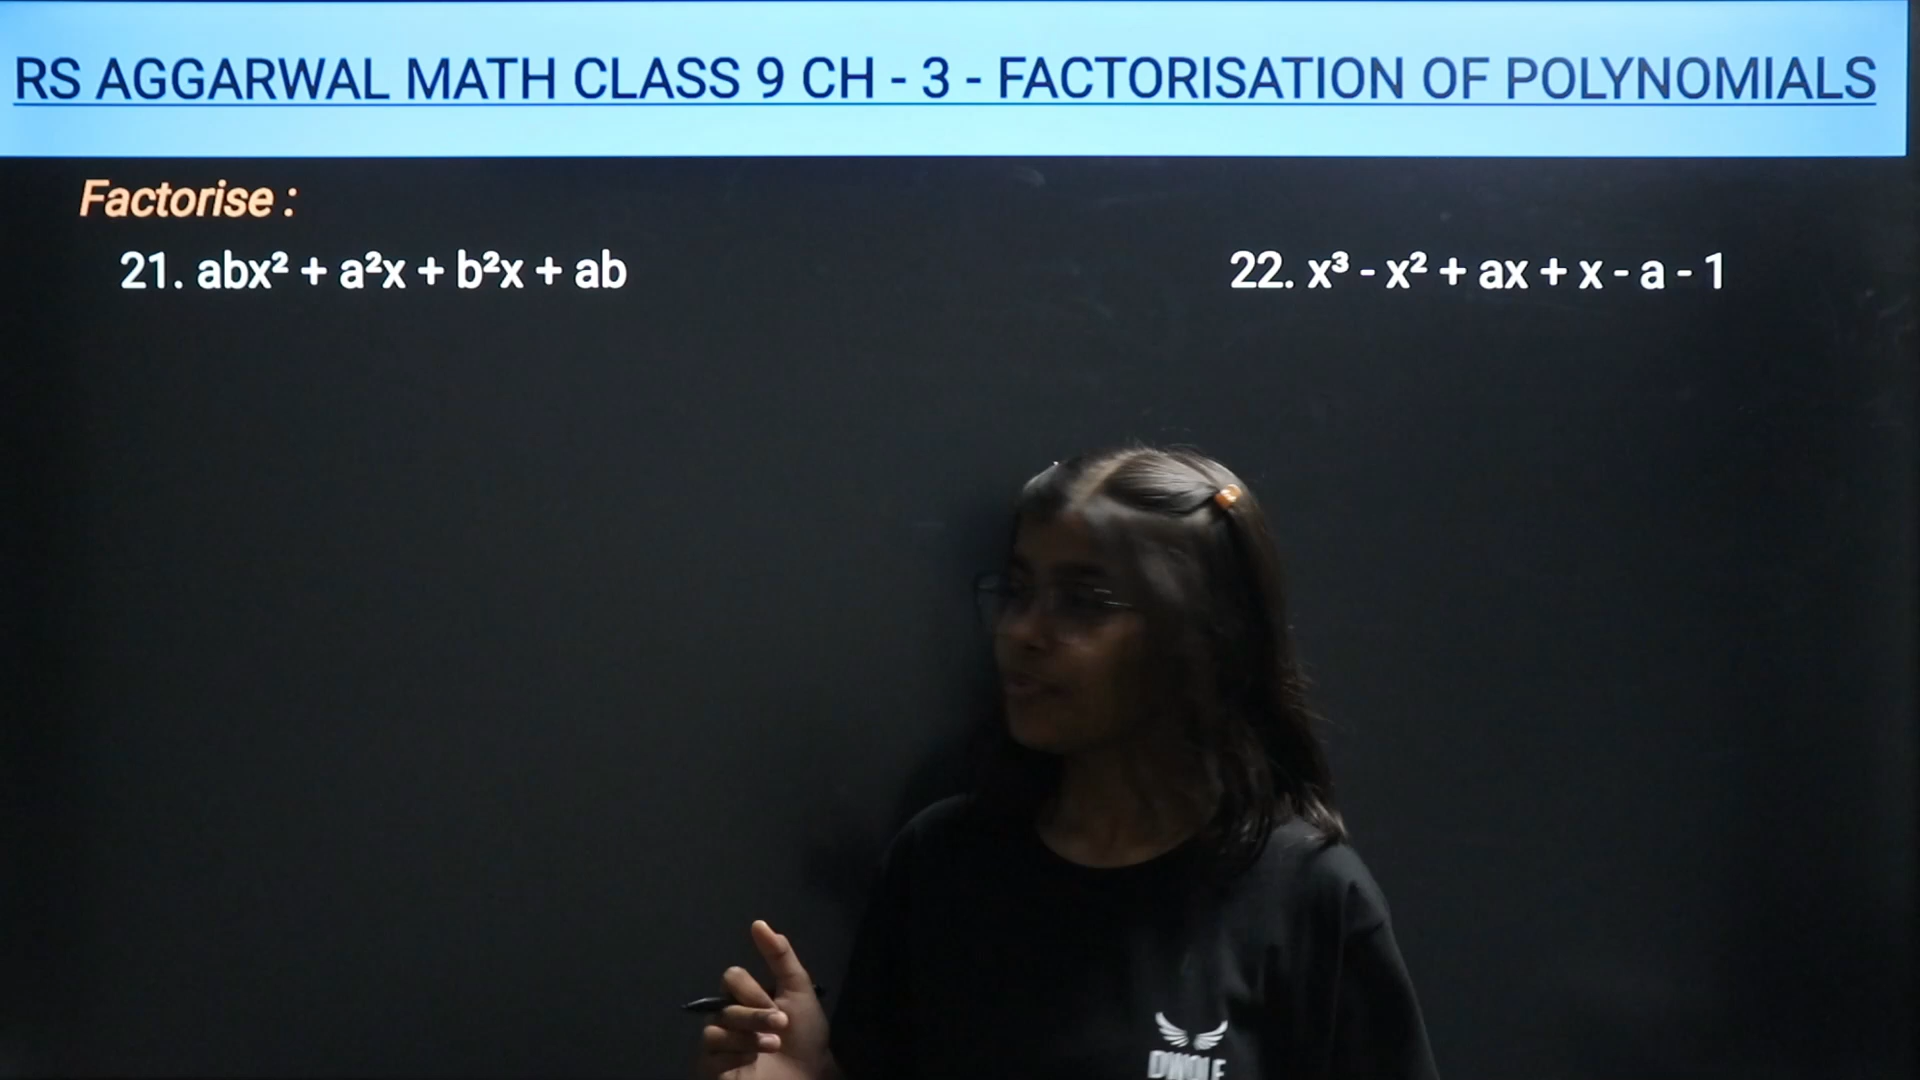 RS AGGARWAL MATH CLASS 9 CH - 3 - FACTORISATION OF POLYNOMIALS
Factorise :
21. abx² + a²x + b²x + ab
22. x³ - x² + ax + x - a - 1